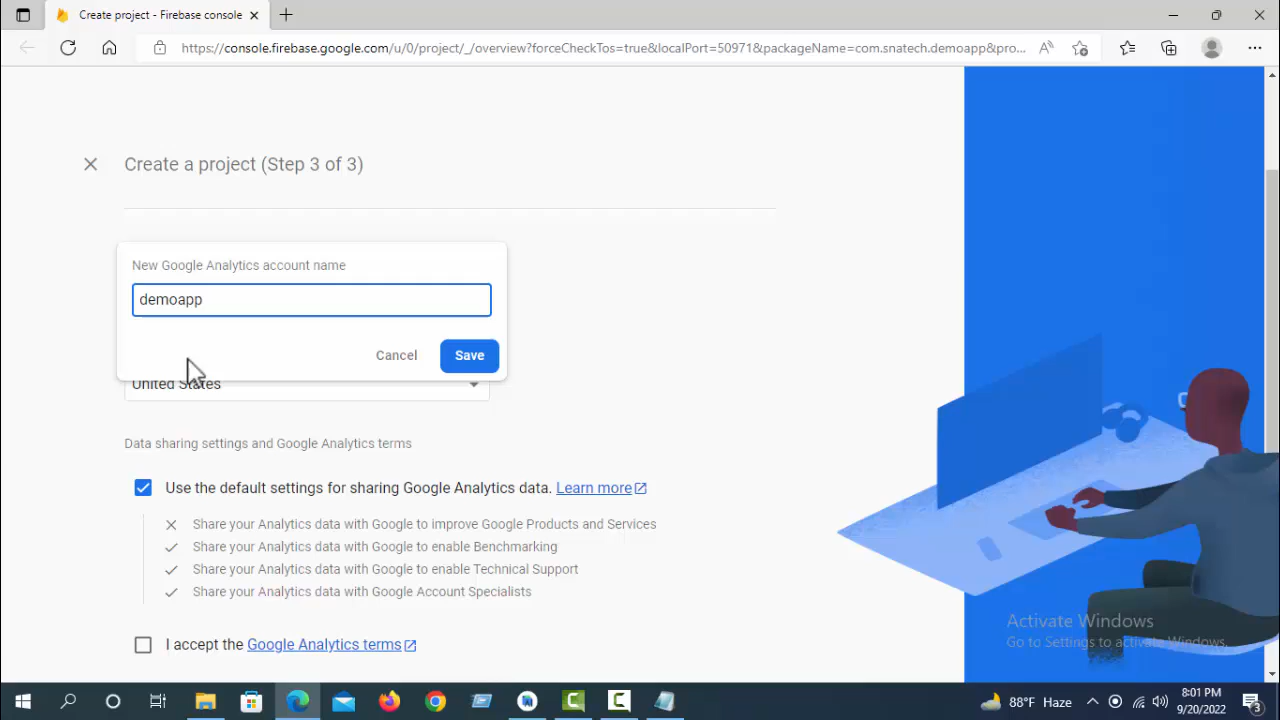 Create project - Firebase console
https://console.firebase.google.com/u/0/project/_/overview?forceCheckTos=true&localPort=50971&packageName=com.snatech.demoapp&pro...
Create a project (Step 3 of 3)
New Google Analytics account name
demoapp
Cancel
Save
United States
Data sharing settings and Google Analytics terms
Use the default settings for sharing Google Analytics data. Learn more
Share your Analytics data with Google to improve Google Products and Services
Share your Analytics data with Google to enable Benchmarking
Share your Analytics data with Google to enable Technical Support
Share your Analytics data with Google Account Specialists
I accept the Google Analytics terms
Activate Windows
Go to Settings to activate Windows.
88°F Haze
8:01 PM
9/20/2022
3